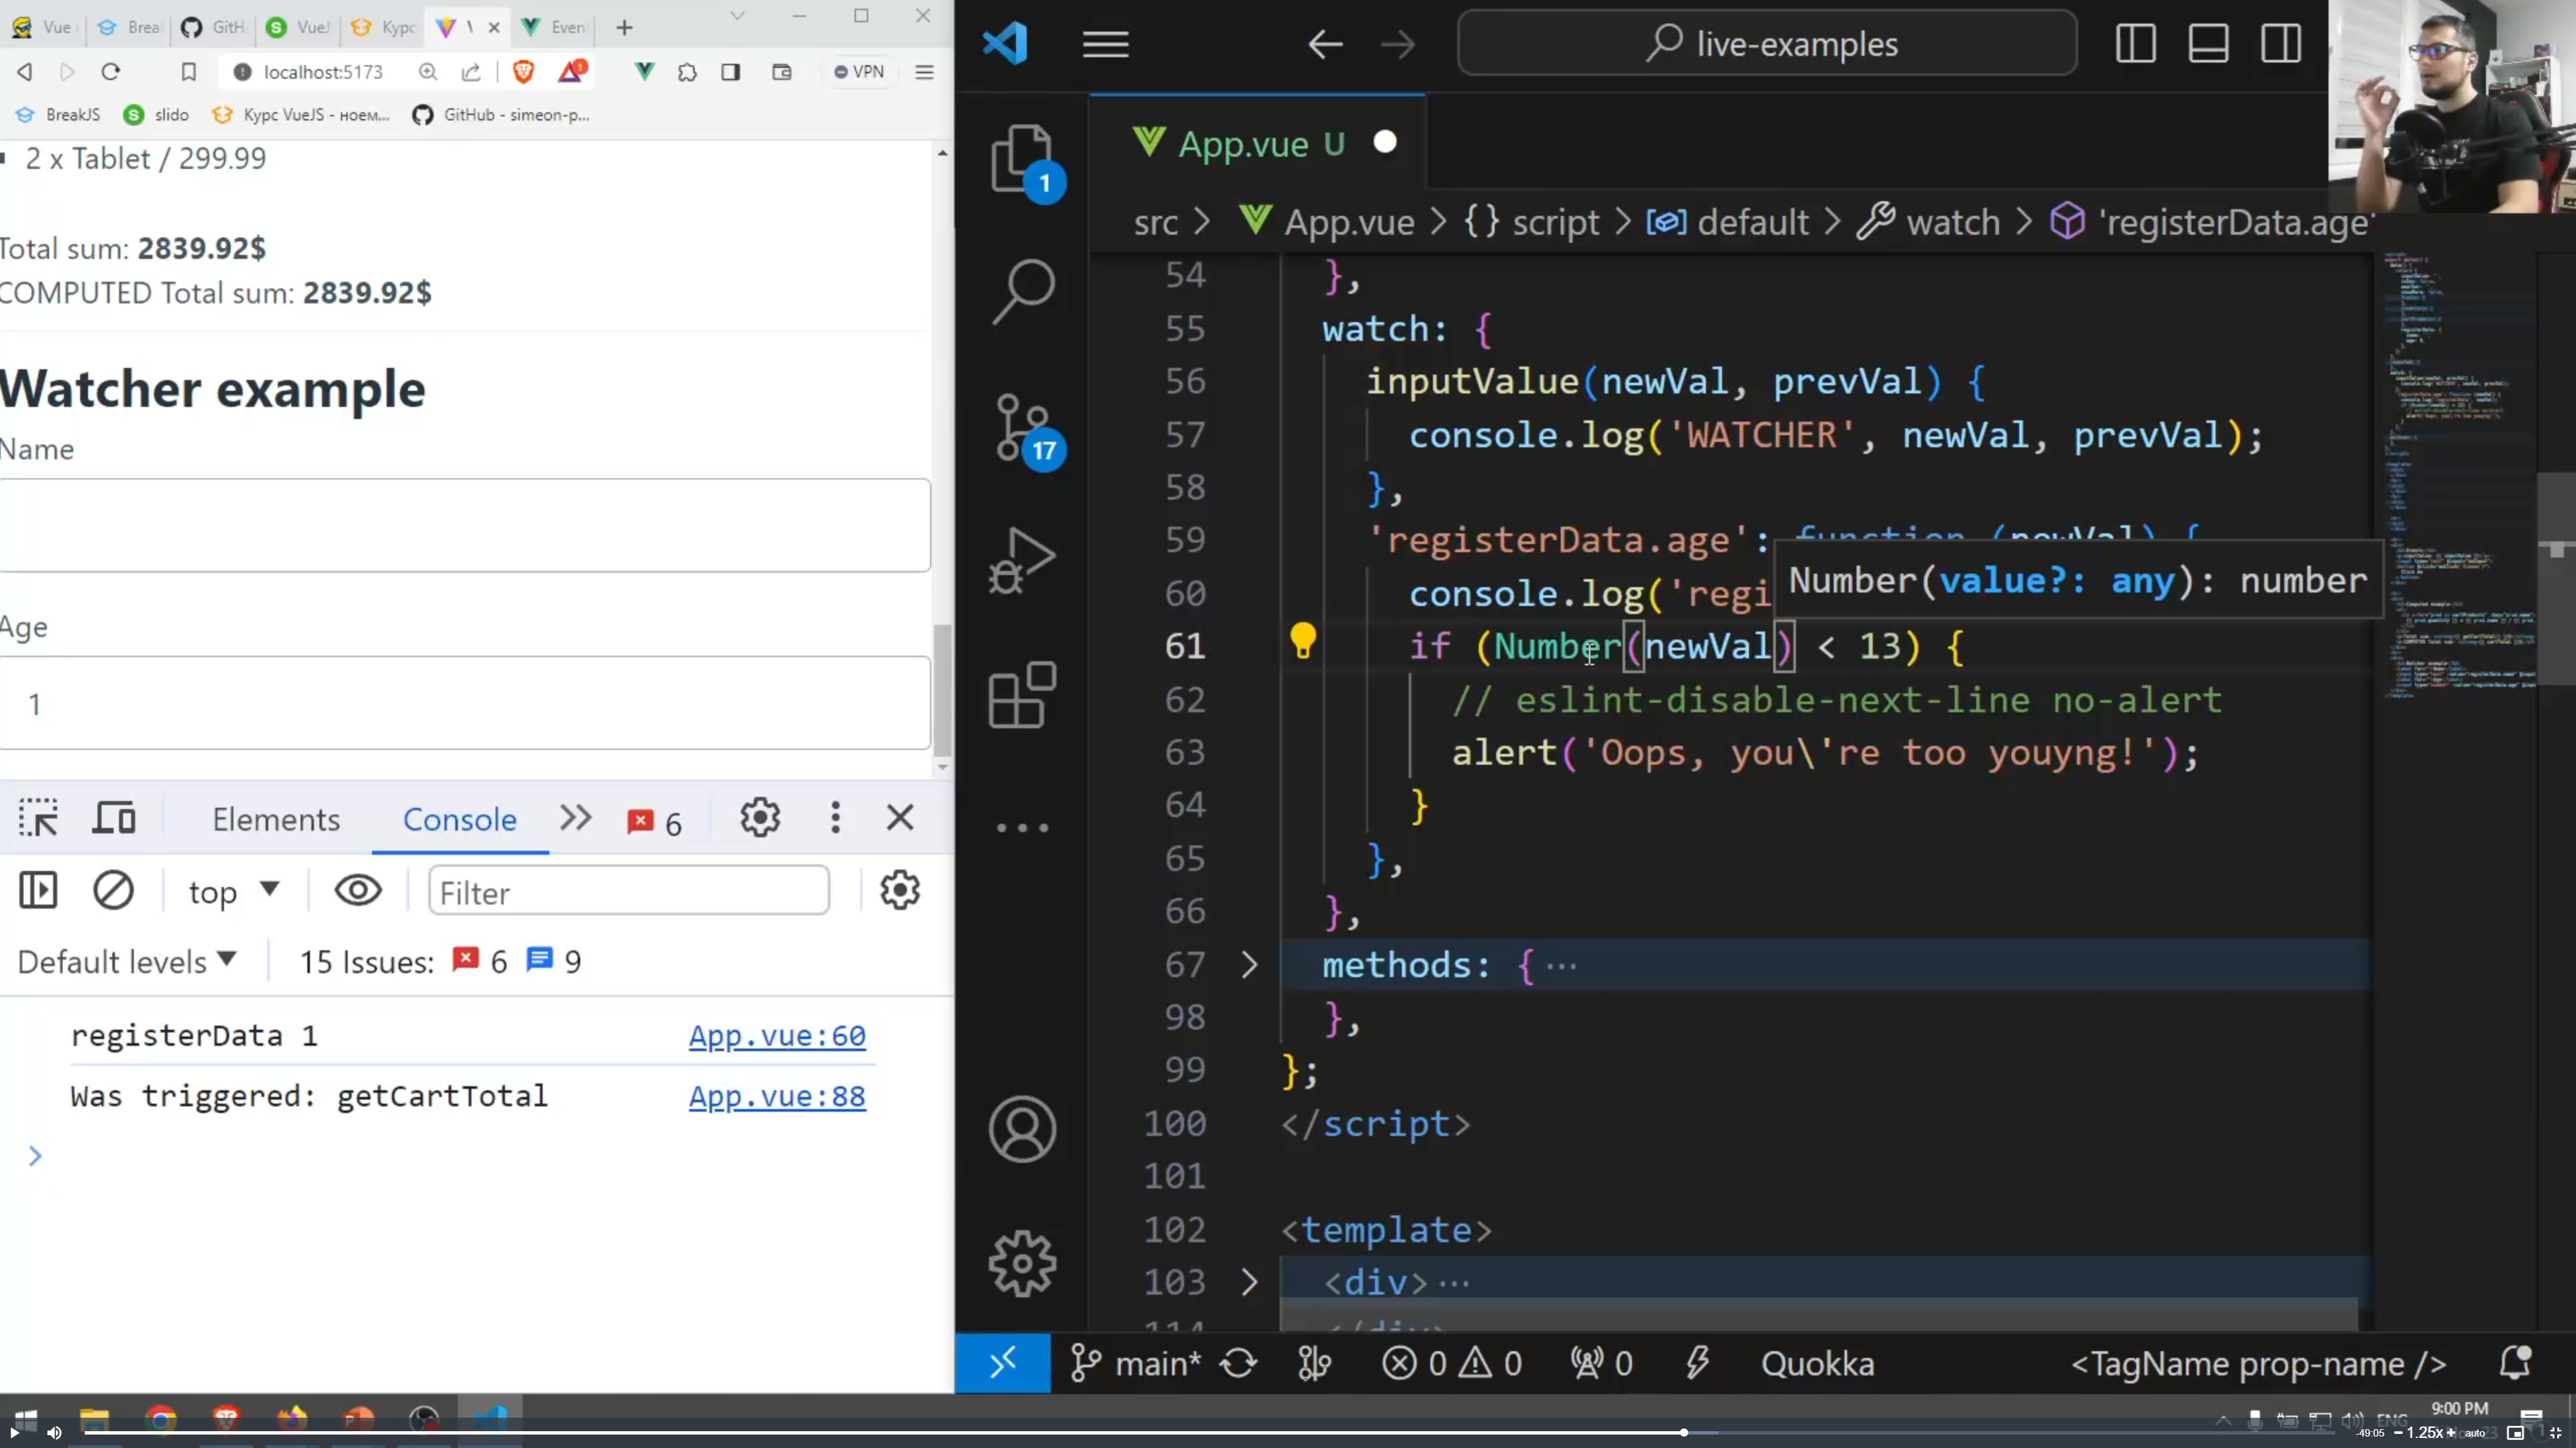 Vue
Brea
GitH
VueJ
Курс
V
Even
localhost:5173
VPN
BreakJS
slido
Курс VueJS - ноем...
GitHub - simeon-p...
2 x Tablet / 299.99
Total sum: 2839.92$
COMPUTED Total sum: 2839.92$
Watcher example
Name
Age
1
Elements
Console
6
top
Filter
Default levels
15 Issues:
6
9
registerData 1
App.vue:60
Was triggered: getCartTotal
App.vue:88
live-examples
1
17
App.vue U
src > App.vue > {} script > default > watch > 'registerData.age'
54 },
55 watch: {
56 inputValue(newVal, prevVal) {
57 console.log('WATCHER', newVal, prevVal);
58 },
59 'registerData.age': function (newVal) {
Number(value?: any): number
60 console.log('regi
61 if (Number(newVal) < 13) {
62 // eslint-disable-next-line no-alert
63 alert('Oops, you\'re too youyng!');
64 }
65 },
66 },
67 methods: { ...
98 },
99 };
100 </script>
101
102 <template>
103 <div> ...
114 </div>
main*
0
0
0
Quokka
<TagName prop-name />
ENG
9:00 PM
-49:05
1.25x
auto